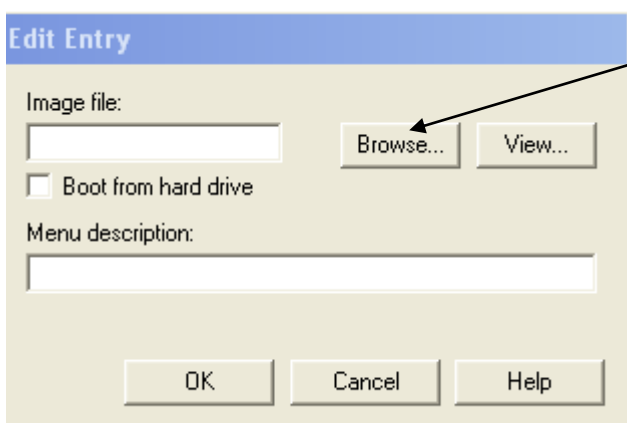 Edit Entry
Image file:
Browse... View...
Boot from hard drive
Menu description:
OK Cancel Help